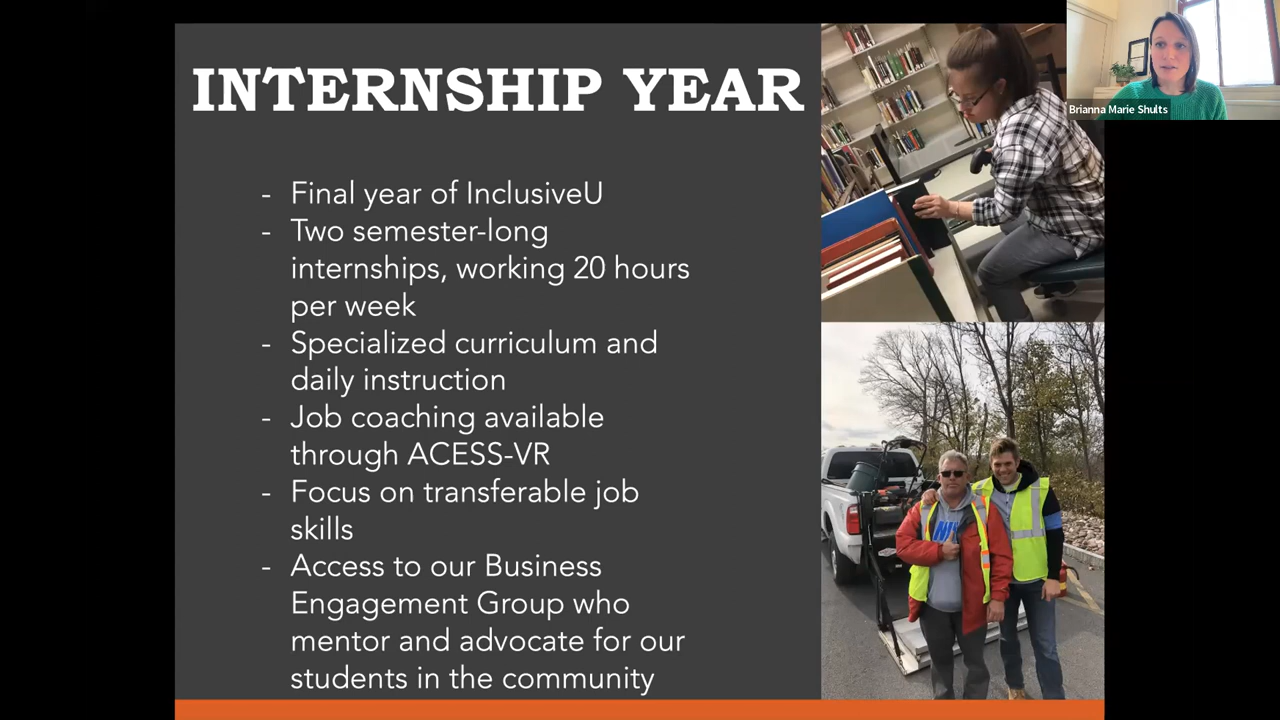 INTERNSHIP YEAR
- Final year of InclusiveU
- Two semester-long
internships, working 20 hours
per week
- Specialized curriculum and
daily instruction
- Job coaching available
through ACESS-VR
- Focus on transferable job
skills
- Access to our Business
Engagement Group who
mentor and advocate for our
students in the community
Brianna Marie Shults